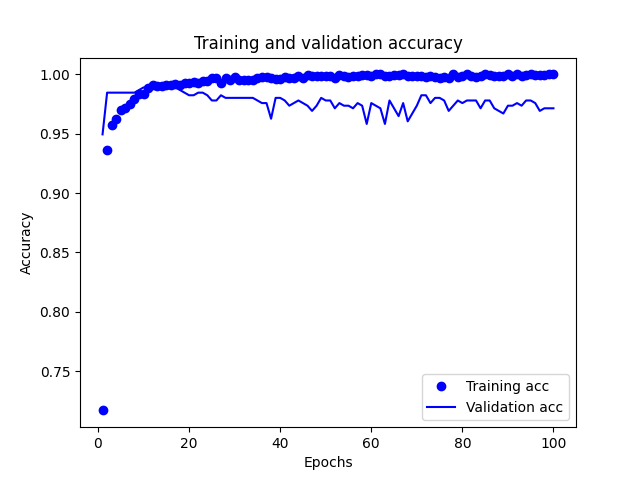 Training and validation accuracy
1.00
0.95
0.90
0.85
0.80
0.75
Accuracy
0
20
40
60
80
100
Epochs
Training acc
Validation acc